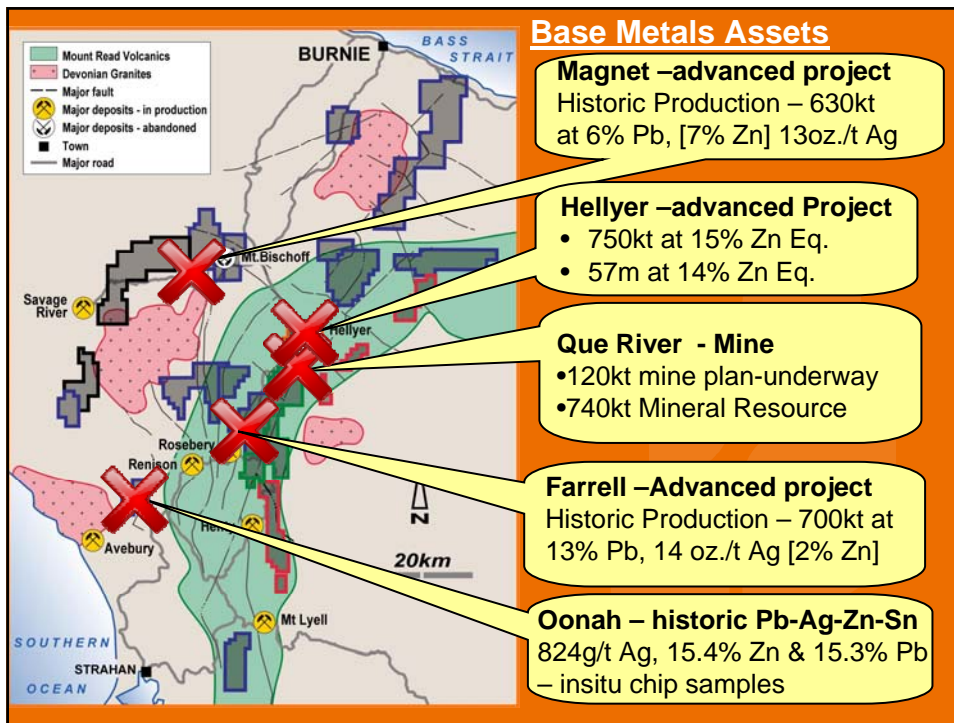 Mount Read Volcanics
Devonian Granites
Major fault
Major deposits - in production
Major deposits - abandoned
Town
Major road
BURNIE
BASS
STRAIT
Mt.Bischoff
Savage
River
Hellyer
Rosebery
Renison
Avebury
N
20km
Mt Lyell
SOUTHERN
OCEAN
STRAHAN
Base Metals Assets
Magnet –advanced project
Historic Production – 630kt
at 6% Pb, [7% Zn] 13oz./t Ag
Hellyer –advanced Project
• 750kt at 15% Zn Eq.
• 57m at 14% Zn Eq.
Que River - Mine
•120kt mine plan-underway
•740kt Mineral Resource
Farrell –Advanced project
Historic Production – 700kt at
13% Pb, 14 oz./t Ag [2% Zn]
Oonah – historic Pb-Ag-Zn-Sn
824g/t Ag, 15.4% Zn & 15.3% Pb
– insitu chip samples